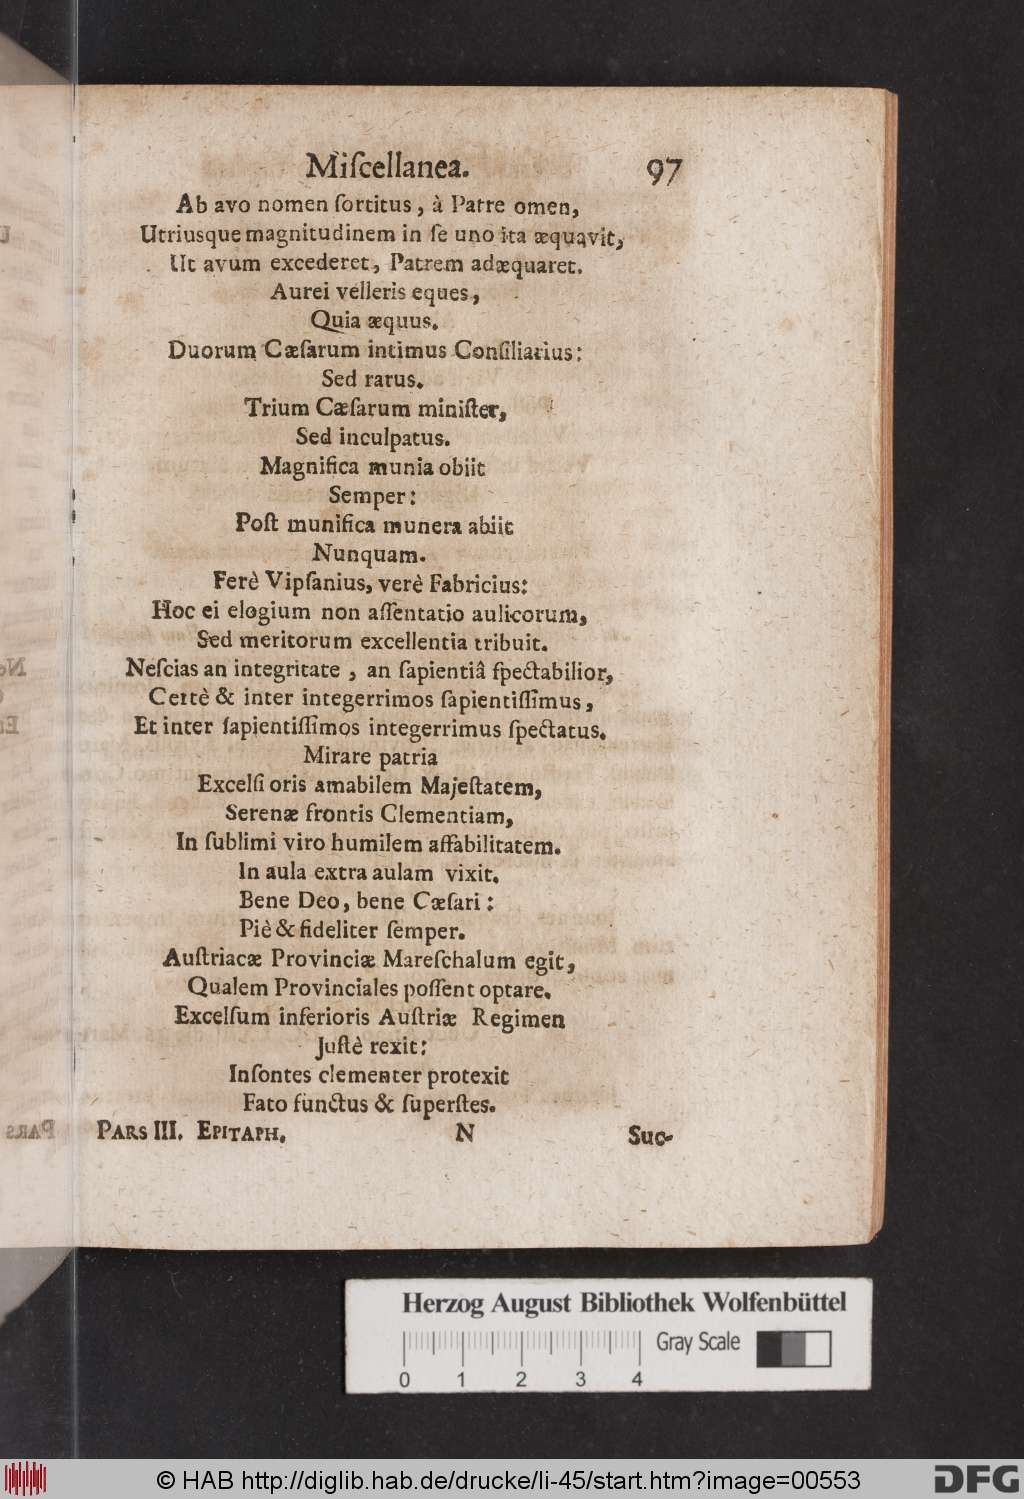 Miſcellanea. 97
Ab avo nomen ſortitus, à Patre omen,
Utriusque magnitudinem in ſe uno ita æquavit,
Ut avum excederet, Patrem adæquaret.
Aurei velleris eques,
Quia æquus.
Duorum Cæſarum intimus Conſiliarius:
Sed rarus.
Trium Cæſarum miniſter,
Sed inculpatus.
Magnifica munia obiit
Semper:
Poſt munifica munera abiit
Nunquam.
Ferè Vipſanius, verè Fabricius:
Hoc ei elogium non aſſentatio aulicorum,
Sed meritorum excellentia tribuit.
Neſcias an integritate, an ſapientiâ ſpectabilior,
Certè & inter integerrimos ſapientiſſimus,
Et inter ſapientiſſimos integerrimus ſpectatus.
Mirare patria
Excelſi oris amabilem Majeſtatem,
Serenæ frontis Clementiam,
In ſublimi viro humilem affabilitatem.
In aula extra aulam vixit.
Bene Deo, bene Cæſari:
Piè & fideliter ſemper.
Auſtriacæ Provinciæ Mareſchalum egit,
Qualem Provinciales poſſent optare.
Excelſum inferioris Auſtriæ Regimen
Juſtè rexit:
Inſontes clementer protexit
Fato functus & ſuperſtes.
PARS III. EPITAPH. N Suc-
Herzog August Bibliothek Wolfenbüttel
Gray Scale
0 1 2 3 4
© HAB http://diglib.hab.de/drucke/li-45/start.htm?image=00553
DFG